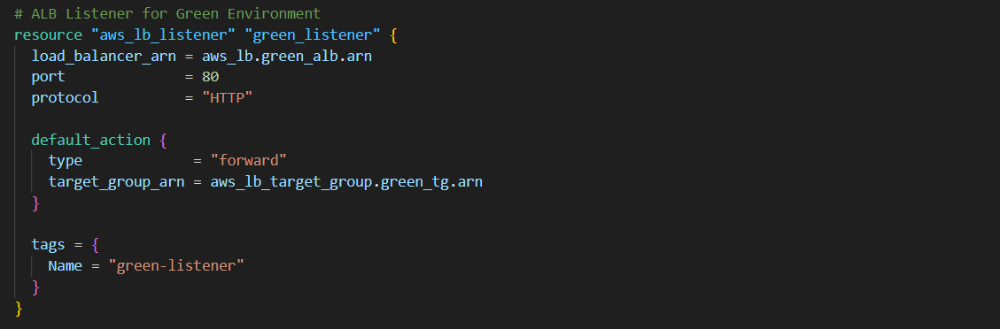 # ALB Listener for Green Environment
resource "aws_lb_listener" "green_listener" {
  load_balancer_arn = aws_lb.green_alb.arn
  port              = 80
  protocol          = "HTTP"

  default_action {
    type             = "forward"
    target_group_arn = aws_lb_target_group.green_tg.arn
  }

  tags = {
    Name = "green-listener"
  }
}